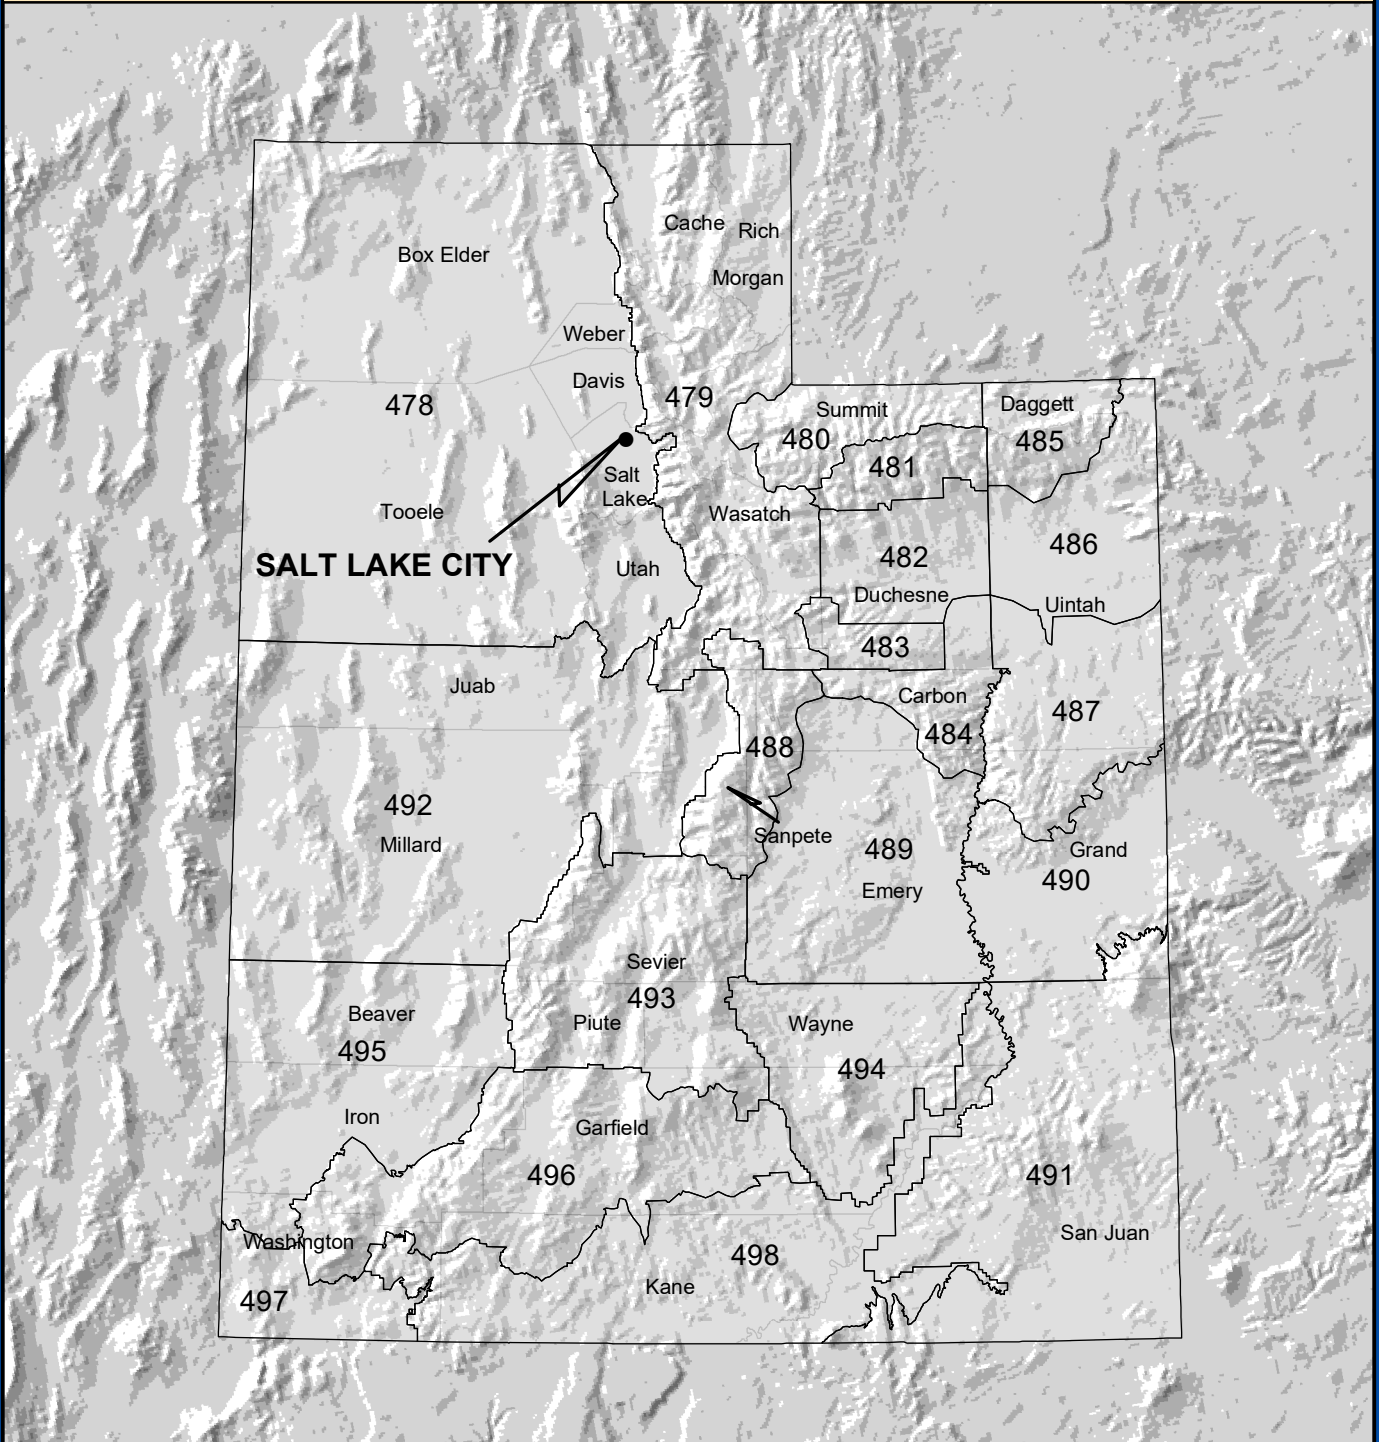 Cache
Rich
Box Elder
Morgan
Weber
Davis
478
479
Summit
Daggett
480
485
481
Salt
Lake
Tooele
Wasatch
SALT LAKE CITY
486
482
Utah
Duchesne
Uintah
483
Juab
Carbon
487
484
488
492
Sanpete
Millard
489
Grand
490
Emery
Sevier
493
Beaver
Piute
Wayne
495
494
Iron
Garfield
496
491
Washington
San Juan
498
Kane
497